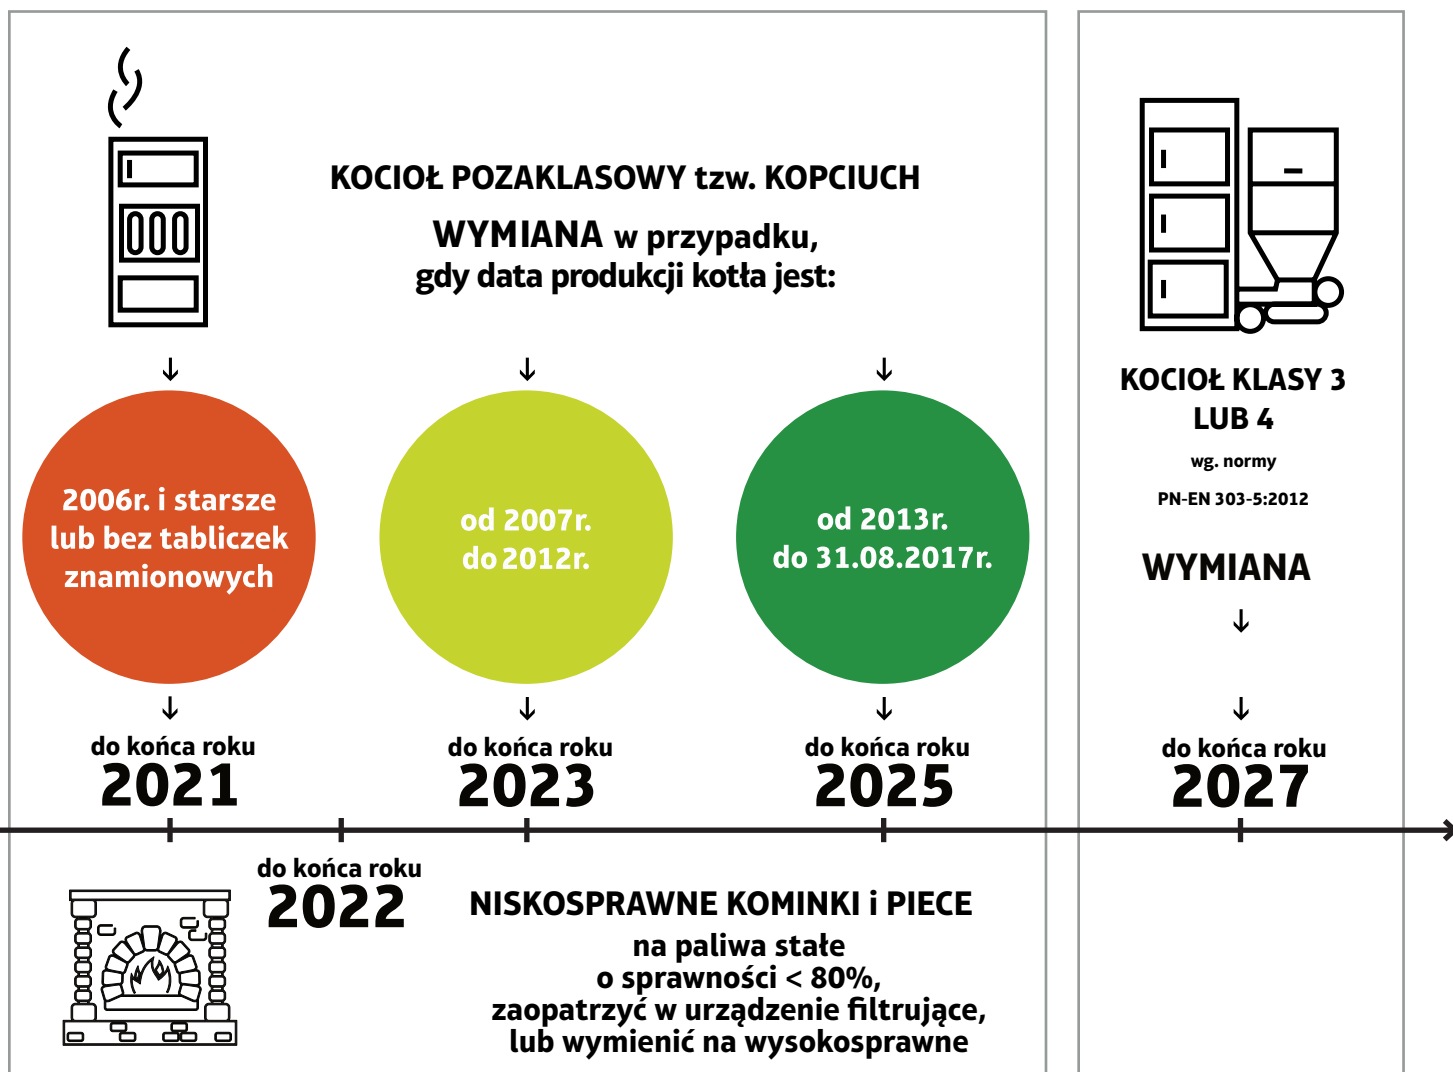 KOCIOŁ POZAKLASOWY tzw. KOPCIUCH
WYMIANA w przypadku,
gdy data produkcji kotła jest:
2006r. i starsze
lub bez tabliczek
znamionowych
do końca roku
2021
od 2007r.
do 2012r.
do końca roku
2023
od 2013r.
do 31.08.2017r.
do końca roku
2025
KOCIOŁ KLASY 3
LUB 4
wg. normy
PN-EN 303-5:2012
WYMIANA
do końca roku
2027
do końca roku
2022
NISKOSPRAWNE KOMINKI i PIECE
na paliwa stałe
o sprawności < 80%,
zaopatrzyć w urządzenie filtrujące,
lub wymienić na wysokosprawne